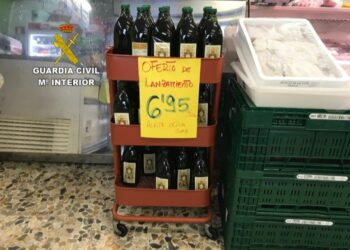 GUARDIA CIVIL
Mº INTERIOR
OFERTA DE
LANZAMIENTO
6'95